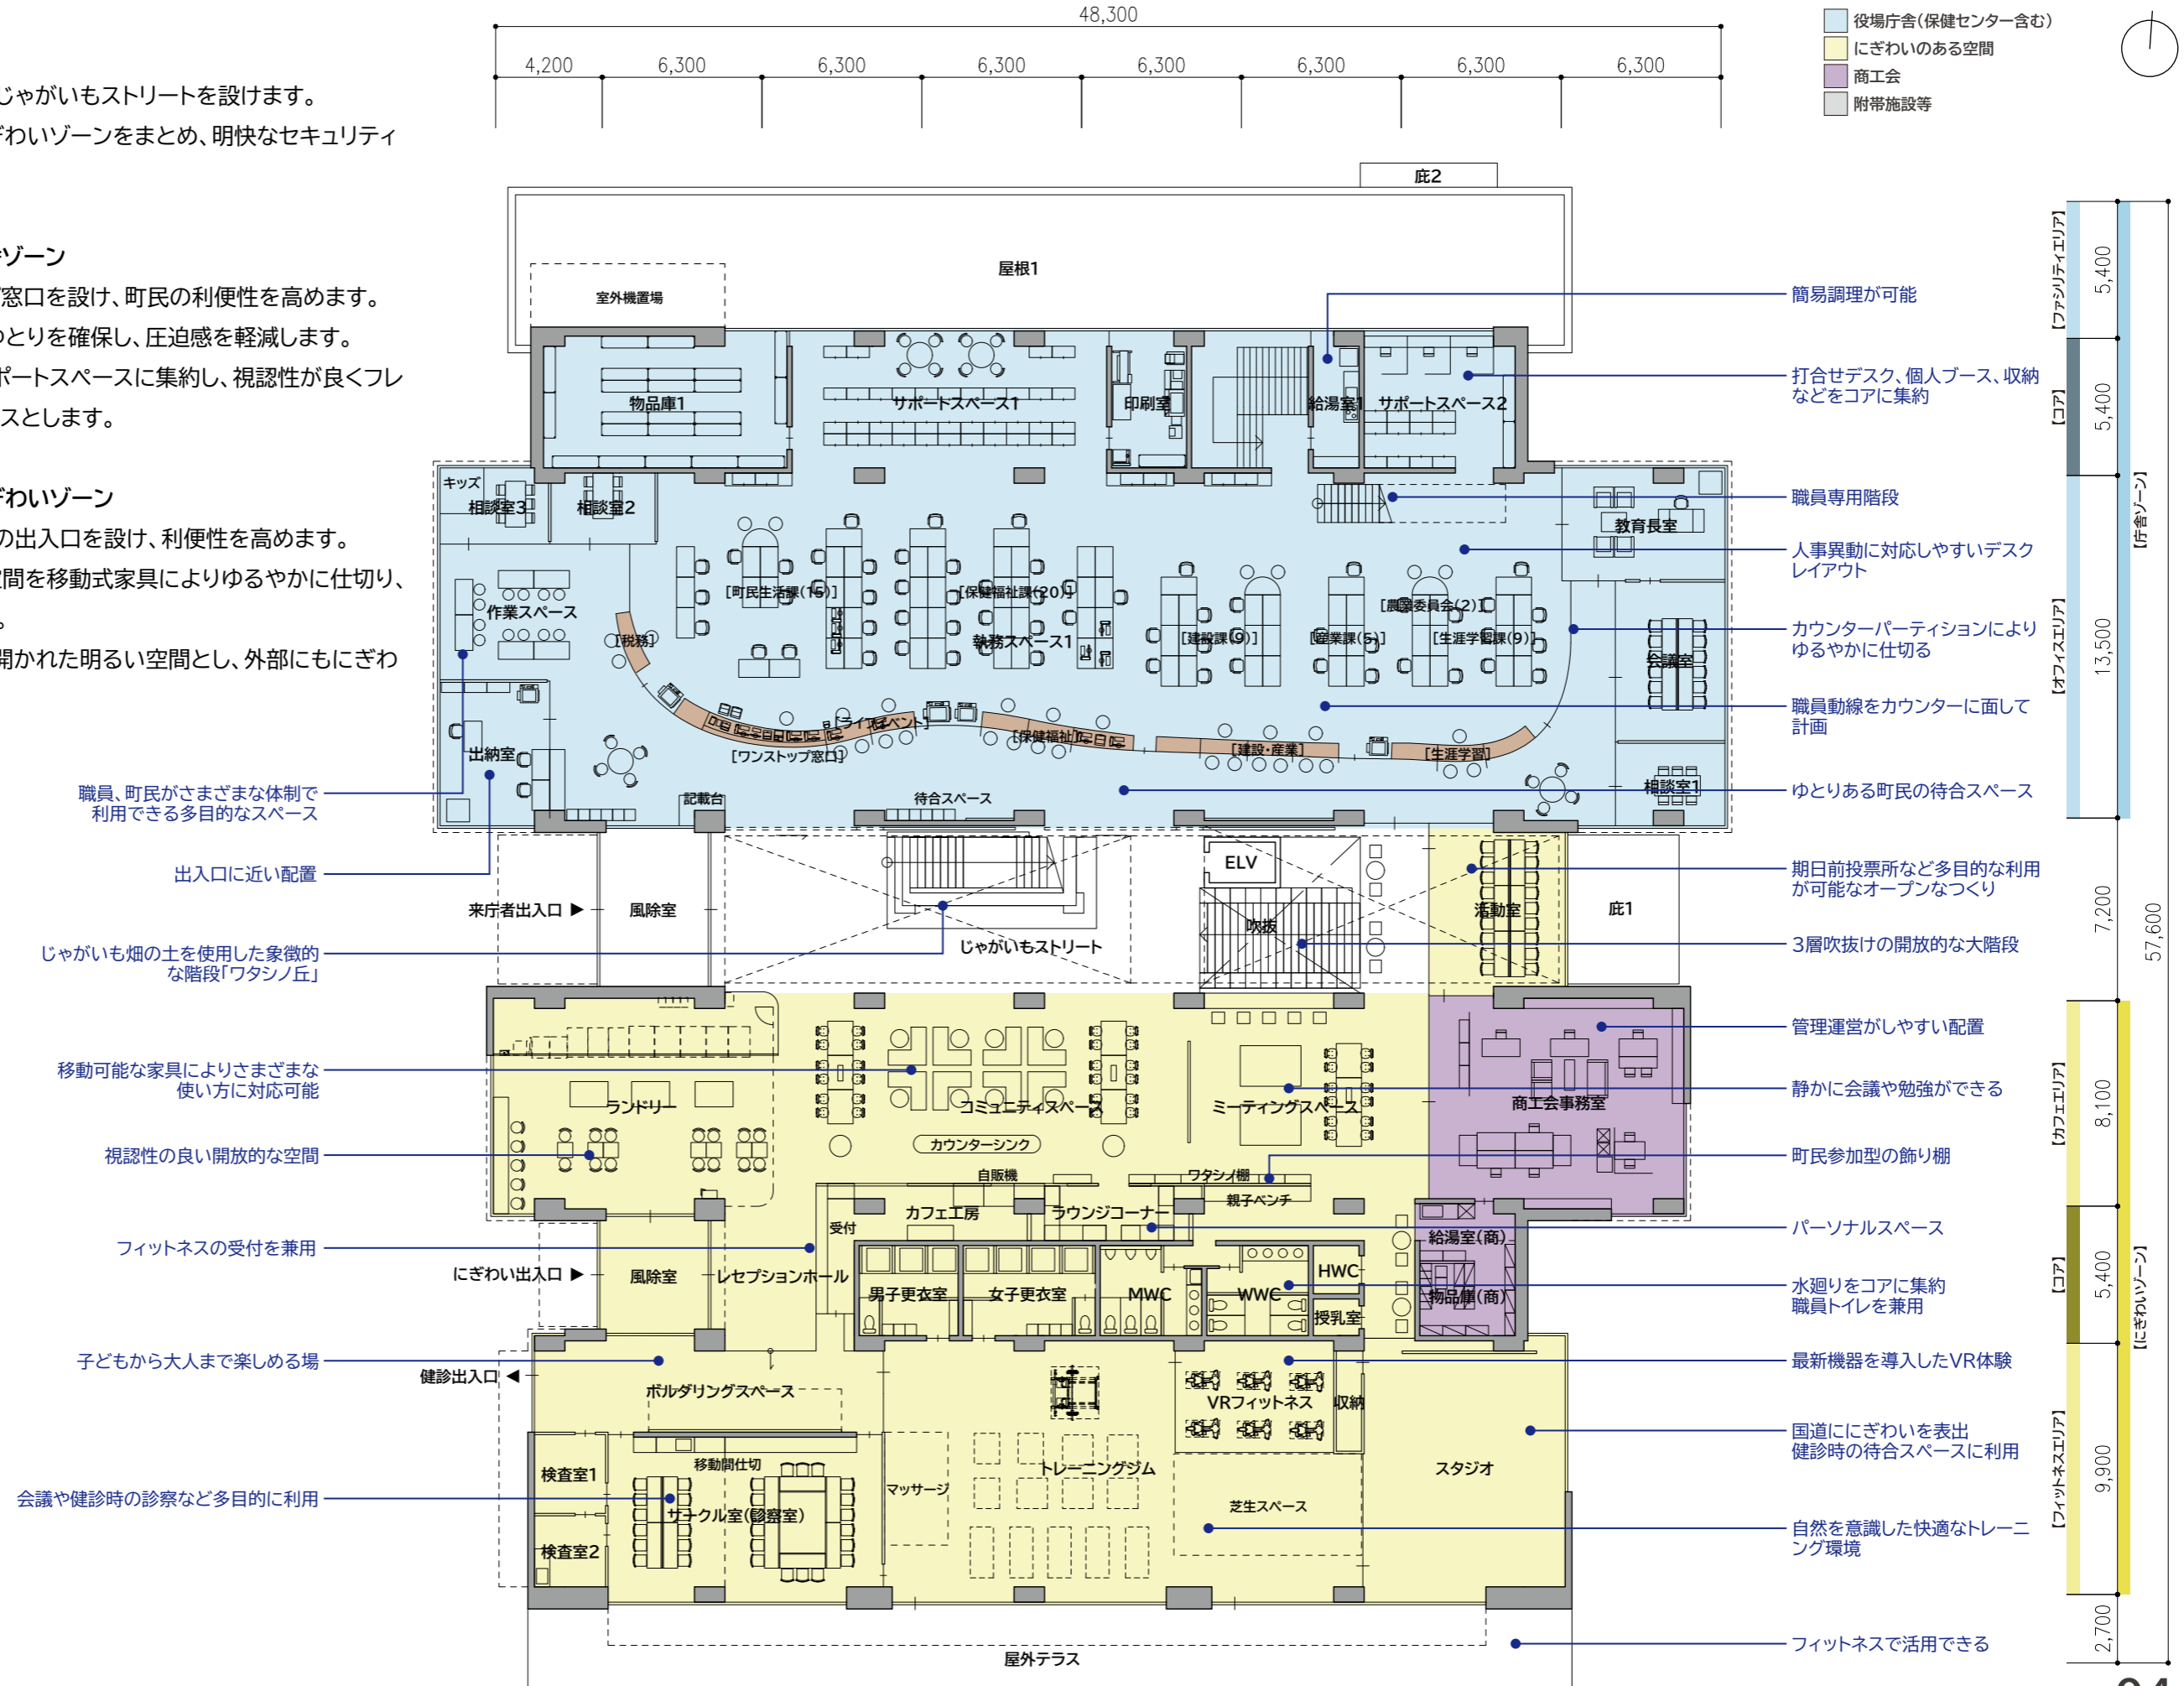 じゃがいもストリートを設けます。
ぎわいゾーンをまとめ、明快なセキュリティ
ゾーン
窓口を設け、町民の利便性を高めます。
ゆとりを確保し、圧迫感を軽減します。
ポートスペースに集約し、視認性が良くフレ
スとします。
ぎわいゾーン
の出入口を設け、利便性を高めます。
間を移動式家具によりゆるやかに仕切り、
。
開かれた明るい空間とし、外部にもにぎわ
48,300
4,200 6,300 6,300 6,300 6,300 6,300 6,300 6,300
役場庁舎(保健センター含む)
にぎわいのある空間
商工会
附帯施設等
庇2
屋根1
室外機置場
物品庫1
サポートスペース1
印刷室
給湯室1
サポートスペース2
キッズ
相談室3
相談室2
教育長室
作業スペース
[町民生活課(15)]
[保健福祉課(20)]
執務スペース1
[建設課(9)]
[産業課(5)]
[農業委員会(2)]
[生涯学習課(9)]
会議室
[税務]
[ライフイベント]
[ワンストップ窓口]
[保健福祉]
[建設・産業]
[生涯学習]
出納室
記載台
待合スペース
相談室1
来庁者出入口 ▶
風除室
じゃがいもストリート
ELV
吹抜
活動室
庇1
ランドリー
コミュニティスペース
ミーティングスペース
商工会事務室
カウンターシンク
自販機
ワタシノ棚
親子ベンチ
受付
カフェ工房
ラウンジコーナー
給湯室(商)
にぎわい出入口 ▶
風除室
レセプションホール
男子更衣室
女子更衣室
MWC
WWC
HWC
授乳室
物品庫(商)
健診出入口 ◀
ボルダリングスペース
VRフィットネス
収納
検査室1
移動間仕切
マッサージ
トレーニングジム
スタジオ
サークル室(診察室)
芝生スペース
検査室2
屋外テラス
職員、町民がさまざまな体制で
利用できる多目的なスペース
出入口に近い配置
じゃがいも畑の土を使用した象徴的
な階段「ワタシノ丘」
移動可能な家具によりさまざまな
使い方に対応可能
視認性の良い開放的な空間
フィットネスの受付を兼用
子どもから大人まで楽しめる場
会議や健診時の診察など多目的に利用
簡易調理が可能
打合せデスク、個人ブース、収納
などをコアに集約
職員専用階段
人事異動に対応しやすいデスク
レイアウト
カウンターパーティションにより
ゆるやかに仕切る
職員動線をカウンターに面して
計画
ゆとりある町民の待合スペース
期日前投票所など多目的な利用
が可能なオープンなつくり
3層吹抜けの開放的な大階段
管理運営がしやすい配置
静かに会議や勉強ができる
町民参加型の飾り棚
パーソナルスペース
水廻りをコアに集約
職員トイレを兼用
最新機器を導入したVR体験
国道ににぎわいを表出
健診時の待合スペースに利用
自然を意識した快適なトレーニ
ング環境
フィットネスで活用できる
【ファシリティエリア】
5,400
【コア】
5,400
【オフィスエリア】
13,500
【庁舎ゾーン】
7,200
57,600
【カフェエリア】
8,100
【コア】
5,400
【にぎわいゾーン】
【フィットネスエリア】
9,900
2,700